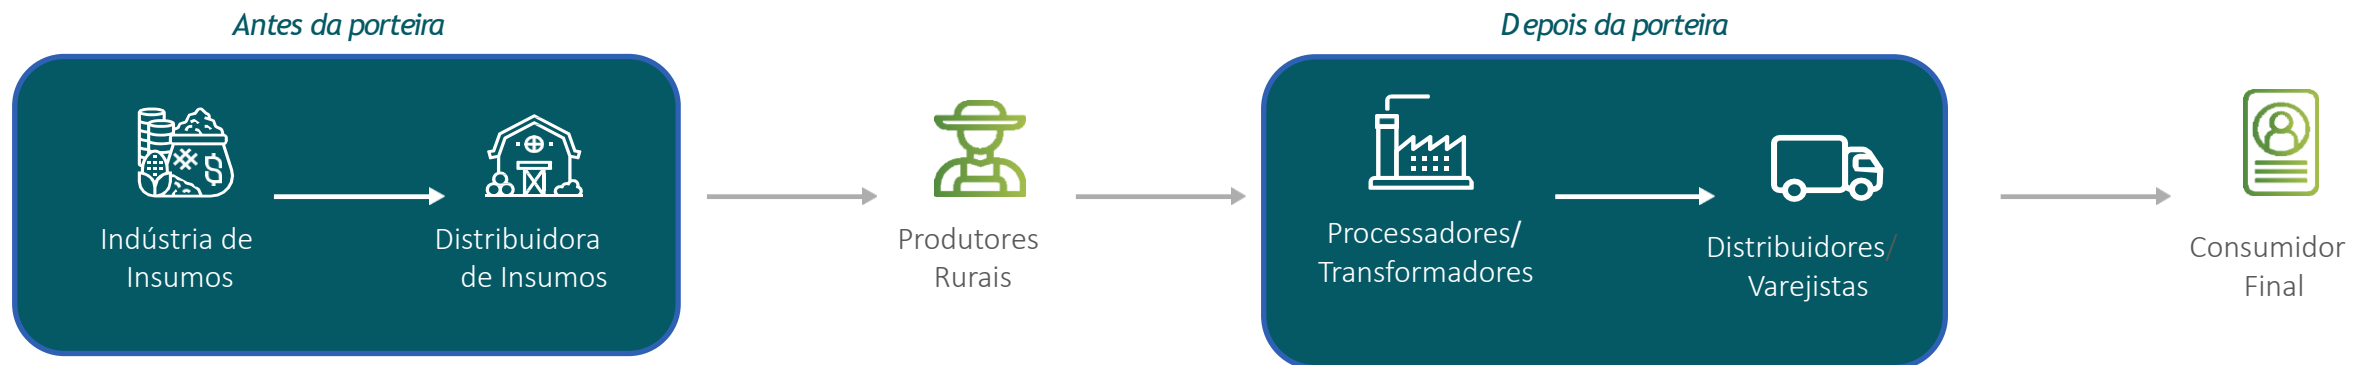 Antes da porteira
Depois da porteira
Indústria de
Insumos
Distribuidora
de Insumos
Produtores
Rurais
Processadores/
Transformadores
Distribuidores/
Varejistas
Consumidor
Final